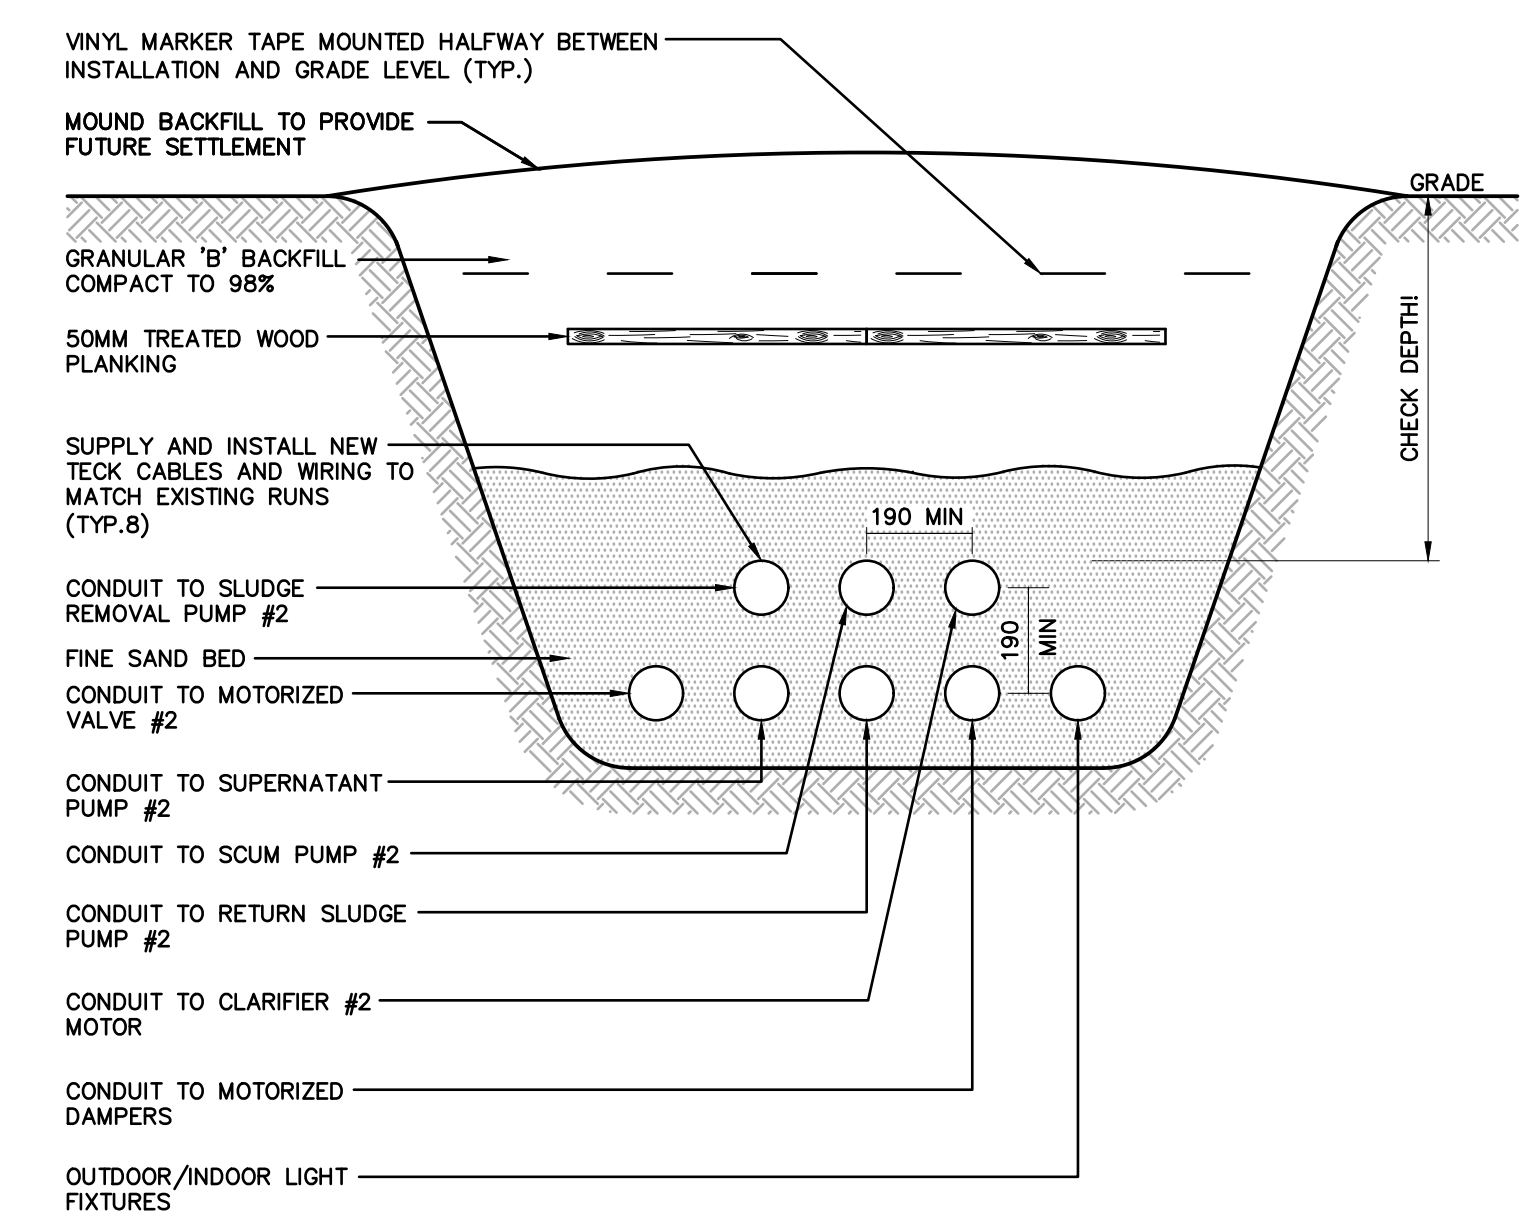 VINYL MARKER TAPE MOUNTED HALFWAY BETWEEN
INSTALLATION AND GRADE LEVEL (TYP.)
MOUND BACKFILL TO PROVIDE
FUTURE SETTLEMENT
GRADE
GRANULAR 'B' BACKFILL
COMPACT TO 98%
50MM TREATED WOOD
PLANKING
CHECK DEPTH!
SUPPLY AND INSTALL NEW
TECK CABLES AND WIRING TO
MATCH EXISTING RUNS
(TYP.8)
190 MIN
CONDUIT TO SLUDGE
REMOVAL PUMP #2
190
MIN
FINE SAND BED
CONDUIT TO MOTORIZED
VALVE #2
CONDUIT TO SUPERNATANT
PUMP #2
CONDUIT TO SCUM PUMP #2
CONDUIT TO RETURN SLUDGE
PUMP #2
CONDUIT TO CLARIFIER #2
MOTOR
CONDUIT TO MOTORIZED
DAMPERS
OUTDOOR/INDOOR LIGHT
FIXTURES